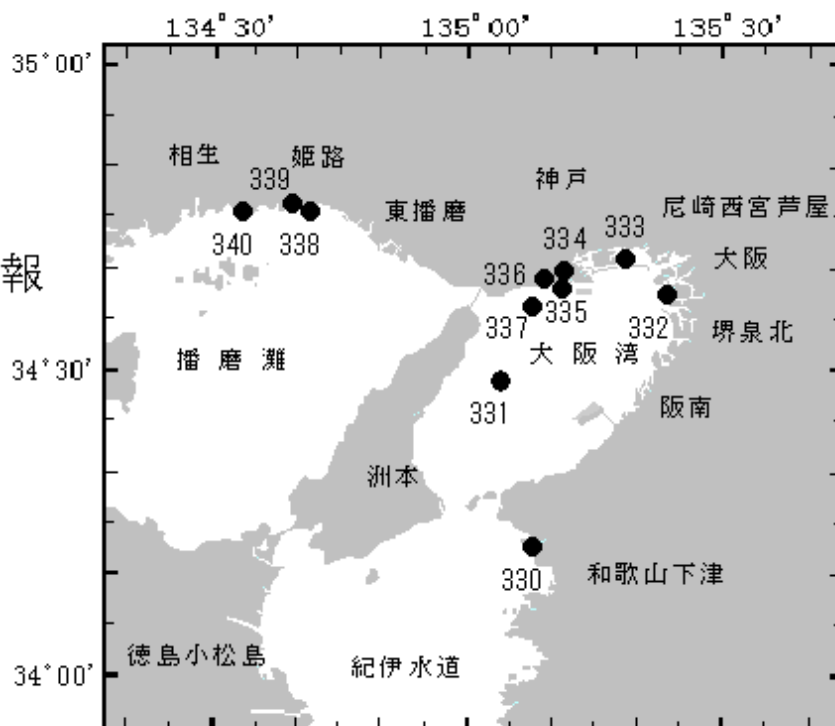 134°30' 135°00' 135°30'
35°00'
相生 姫路
339
神戸
東播磨
尼崎西宮芦屋
333
340 338
334
336
大阪
報
335
337
332
堺泉北
播磨灘
大阪湾
34°30'
331
阪南
洲本
330
和歌山下津
徳島小松島
紀伊水道
34°00'